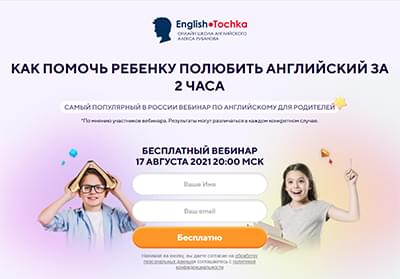 English•Tochka
ОНЛАЙН ШКОЛА АНГЛИЙСКОГО
АЛЕКСА РУБАНОВА
КАК ПОМОЧЬ РЕБЕНКУ ПОЛЮБИТЬ АНГЛИЙСКИЙ ЗА
2 ЧАСА
САМЫЙ ПОПУЛЯРНЫЙ В РОССИИ ВЕБИНАР ПО АНГЛИЙСКОМУ ДЛЯ РОДИТЕЛЕЙ
*По мнению участников вебинара. Результаты могут различаться в каждом конкретном случае.
БЕСПЛАТНЫЙ ВЕБИНАР
17 АВГУСТА 2021 20:00 МСК
Ваше Имя
Ваш email
Бесплатно
Нажимая на кнопку, вы даете согласие на обработку
персональных данных и соглашаетесь с политикой
конфиденциальности